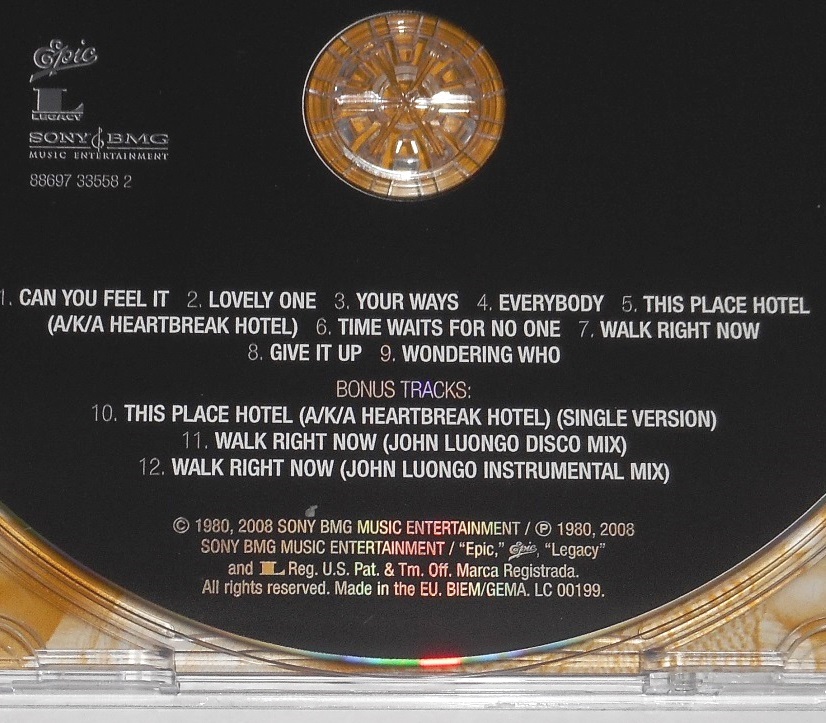 Epic
L
LEGACY
SONY BMG
MUSIC ENTERTAINMENT
88697 33558 2
1. CAN YOU FEEL IT 2. LOVELY ONE 3. YOUR WAYS 4. EVERYBODY 5. THIS PLACE HOTEL
(A/K/A HEARTBREAK HOTEL) 6. TIME WAITS FOR NO ONE 7. WALK RIGHT NOW
8. GIVE IT UP 9. WONDERING WHO
BONUS TRACKS:
10. THIS PLACE HOTEL (A/K/A HEARTBREAK HOTEL) (SINGLE VERSION)
11. WALK RIGHT NOW (JOHN LUONGO DISCO MIX)
12. WALK RIGHT NOW (JOHN LUONGO INSTRUMENTAL MIX)
© 1980, 2008 SONY BMG MUSIC ENTERTAINMENT / ℗ 1980, 2008
SONY BMG MUSIC ENTERTAINMENT / “Epic,” Epic, “Legacy”
and L Reg. U.S. Pat. & Tm. Off. Marca Registrada.
All rights reserved. Made in the EU. BIEM/GEMA. LC 00199.